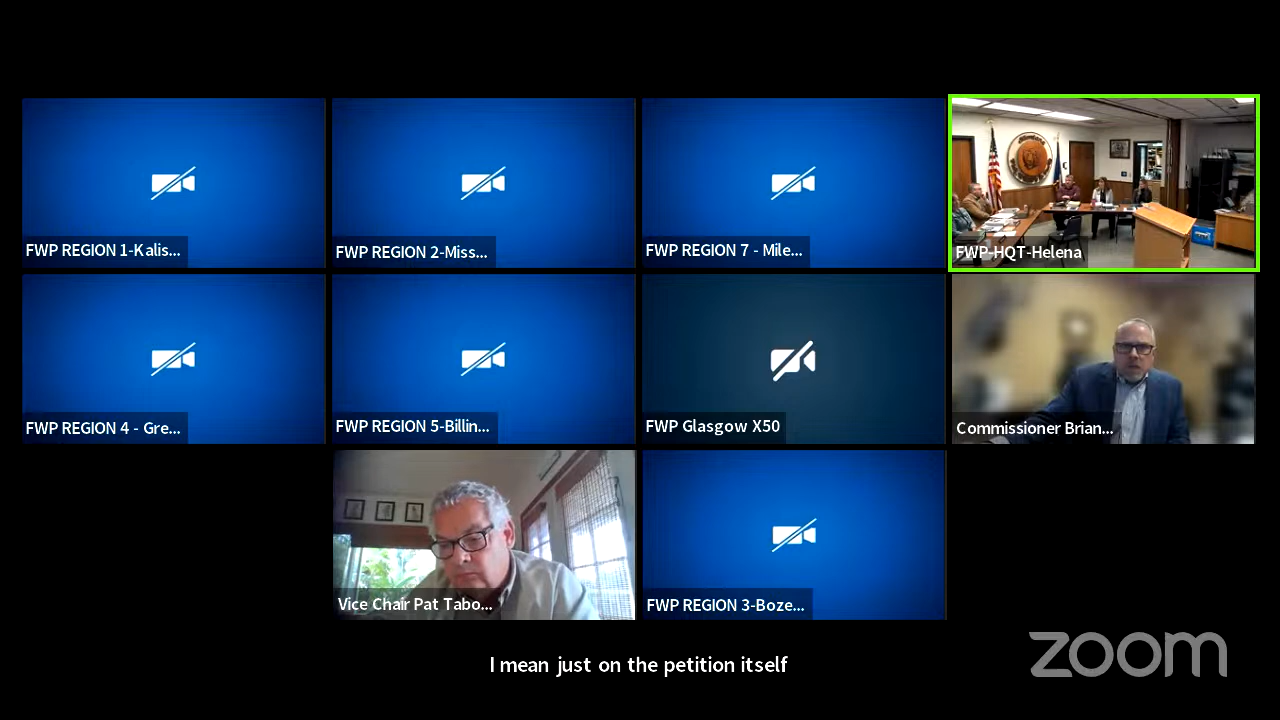 FWP REGION 1-Kalis...
FWP REGION 2-Miss...
FWP REGION 7 - Mile...
FWP-HQT-Helena
FWP REGION 4 - Gre...
FWP REGION 5-Billin...
FWP Glasgow X50
Commissioner Brian...
Vice Chair Pat Tabo...
FWP REGION 3-Boze...
I mean just on the petition itself
zoom